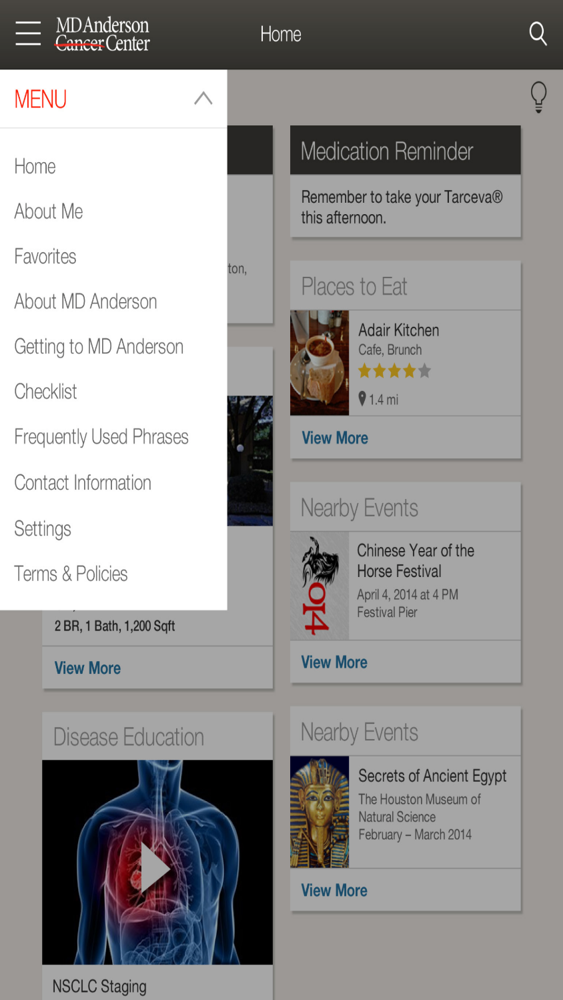 MD Anderson
Cancer Center
Home
MENU
Home
About Me
Favorites
About MD Anderson
Getting to MD Anderson
Checklist
Frequently Used Phrases
Contact Information
Settings
Terms & Policies
ton,
2 BR, 1 Bath, 1,200 Sqft
View More
Disease Education
NSCLC Staging
Medication Reminder
Remember to take your Tarceva®
this afternoon.
Places to Eat
Adair Kitchen
Cafe, Brunch
1.4 mi
View More
Nearby Events
014
Chinese Year of the
Horse Festival
April 4, 2014 at 4 PM
Festival Pier
View More
Nearby Events
Secrets of Ancient Egypt
The Houston Museum of
Natural Science
February – March 2014
View More